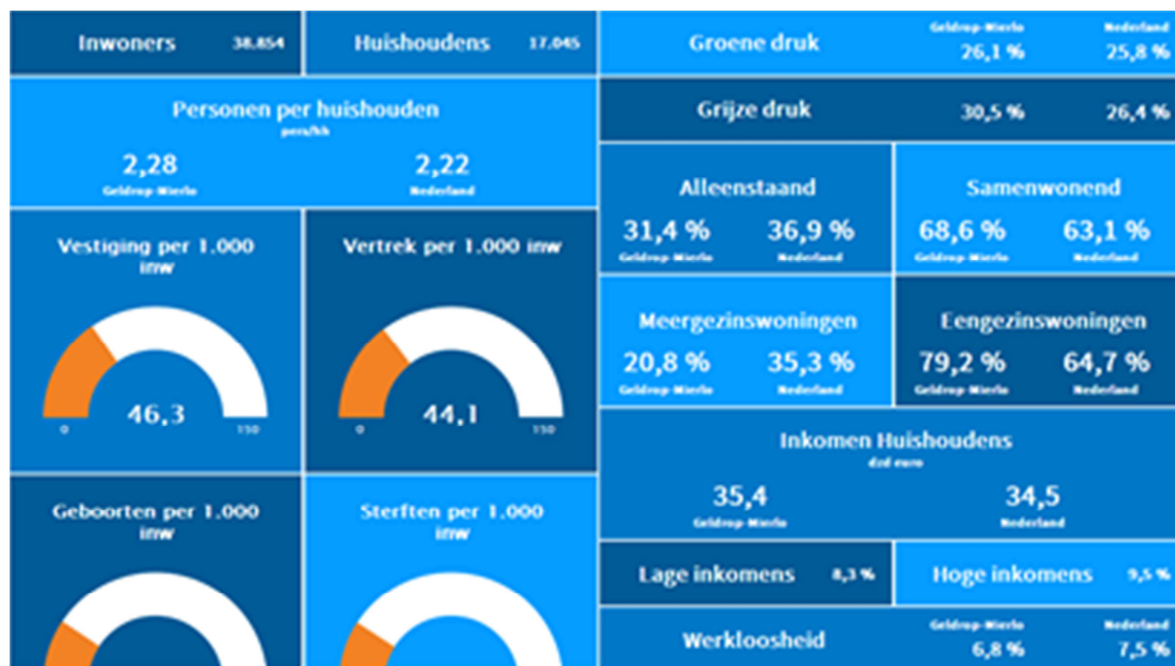 Inwoners 38.854
Huishoudens 17.045
Personen per huishouden
pers/hh
2,28 2,22
Geldrop-Mierlo Nederland
Vestiging per 1.000
inw
46,3
0 150
Vertrek per 1.000 inw
44,1
0 150
Geboorten per 1.000
inw
Sterften per 1.000
inw
Geldrop-Mierlo Nederland
Groene druk 26,1 % 25,8 %
Grijze druk 30,5 % 26,4 %
Alleenstaand
31,4 % 36,9 %
Geldrop-Mierlo Nederland
Samenwonend
68,6 % 63,1 %
Geldrop-Mierlo Nederland
Meergezinswoningen
20,8 % 35,3 %
Geldrop-Mierlo Nederland
Eengezinswoningen
79,2 % 64,7 %
Geldrop-Mierlo Nederland
Inkomen Huishoudens
dzd euro
35,4 34,5
Geldrop-Mierlo Nederland
Lage inkomens 8,3 %
Hoge inkomens 9,5 %
Geldrop-Mierlo Nederland
Werkloosheid 6,8 % 7,5 %